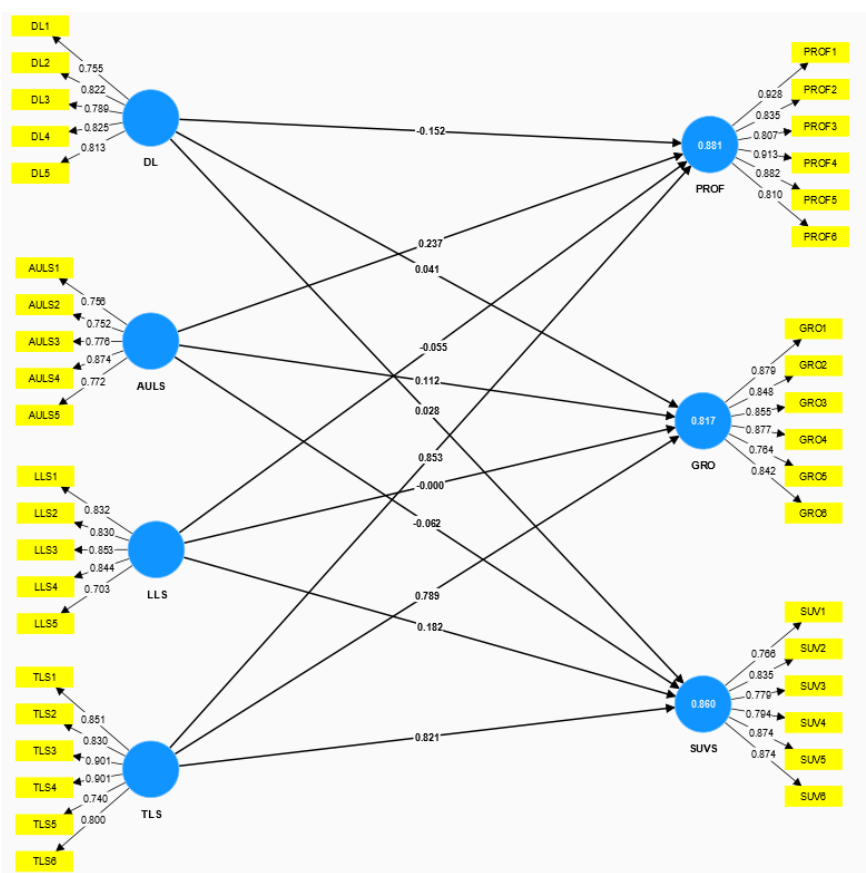 DL1
DL2
DL3
DL4
DL5
0.755
0.822
0.789
0.825
0.813
DL
AULS1
AULS2
AULS3
AULS4
AULS5
0.756
0.752
0.776
0.874
0.772
AULS
LLS1
LLS2
LLS3
LLS4
LLS5
0.832
0.830
0.853
0.844
0.703
LLS
TLS1
TLS2
TLS3
TLS4
TLS5
TLS6
0.851
0.830
0.901
0.901
0.740
0.800
TLS
-0.152
0.237
0.041
-0.055
0.112
0.028
0.853
-0.000
-0.062
0.789
0.182
0.821
0.881
PROF
0.928
0.835
0.807
0.913
0.882
0.810
PROF1
PROF2
PROF3
PROF4
PROF5
PROF6
0.817
GRO
0.879
0.848
0.855
0.877
0.764
0.842
GRO1
GRO2
GRO3
GRO4
GRO5
GRO6
0.860
SUVS
0.766
0.835
0.779
0.794
0.874
0.874
SUV1
SUV2
SUV3
SUV4
SUV5
SUV6